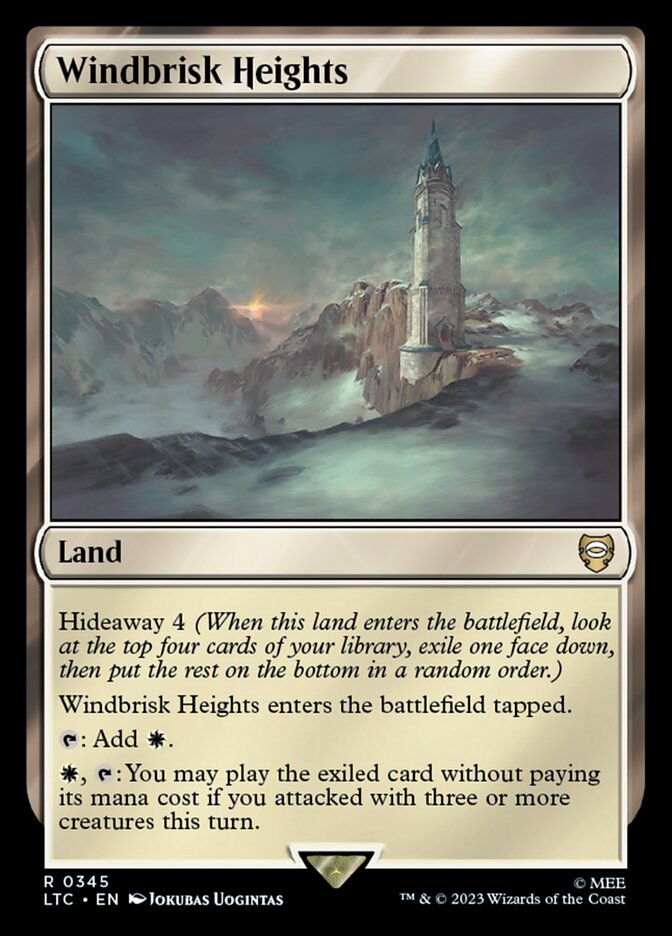 Windbrisk Heights
Land
Hideaway 4 (When this land enters the battlefield, look
at the top four cards of your library, exile one face down,
then put the rest on the bottom in a random order.)
Windbrisk Heights enters the battlefield tapped.
: Add .
, : You may play the exiled card without paying
its mana cost if you attacked with three or more
creatures this turn.
R 0345
LTC • EN Jokubas Uogintas
© MEE
™ & © 2023 Wizards of the Coast